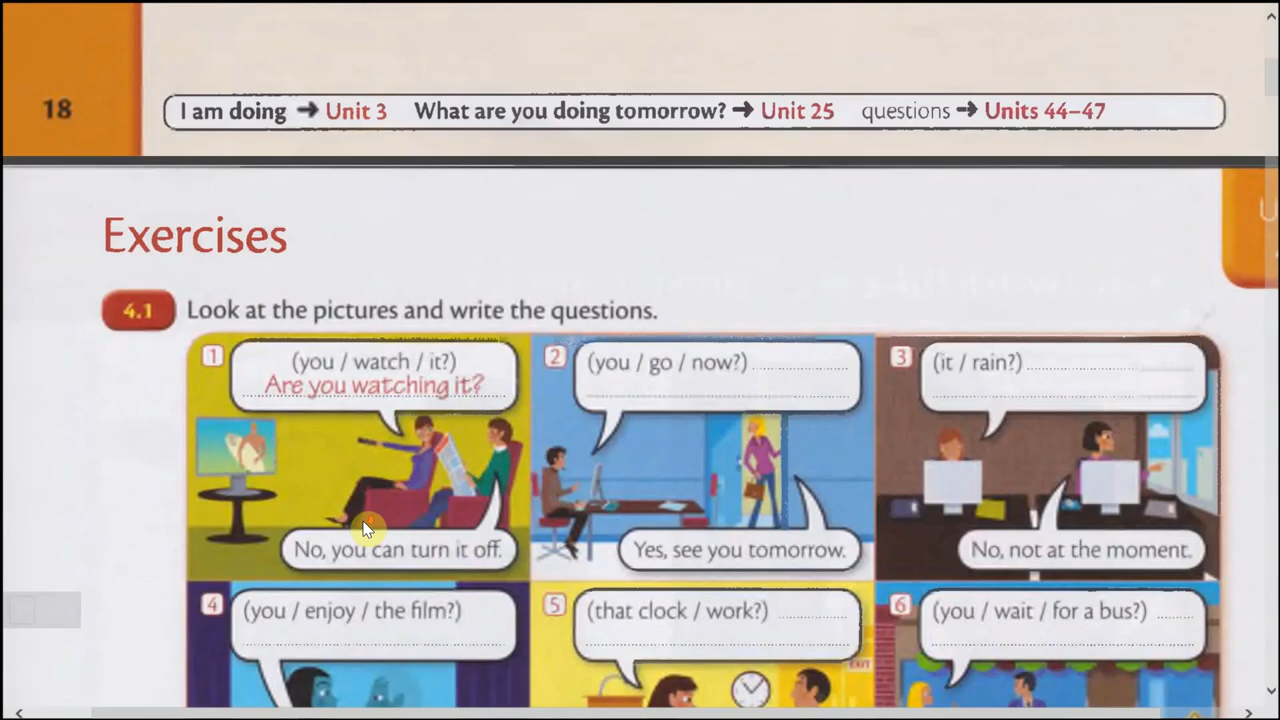 18
I am doing → Unit 3 What are you doing tomorrow? → Unit 25 questions → Units 44–47
Exercises
4.1 Look at the pictures and write the questions.
1
(you / watch / it?)
Are you watching it?
No, you can turn it off.
2
(you / go / now?)
Yes, see you tomorrow.
3
(it / rain?)
No, not at the moment.
4
(you / enjoy / the film?)
5
(that clock / work?)
EXIT
6
(you / wait / for a bus?)